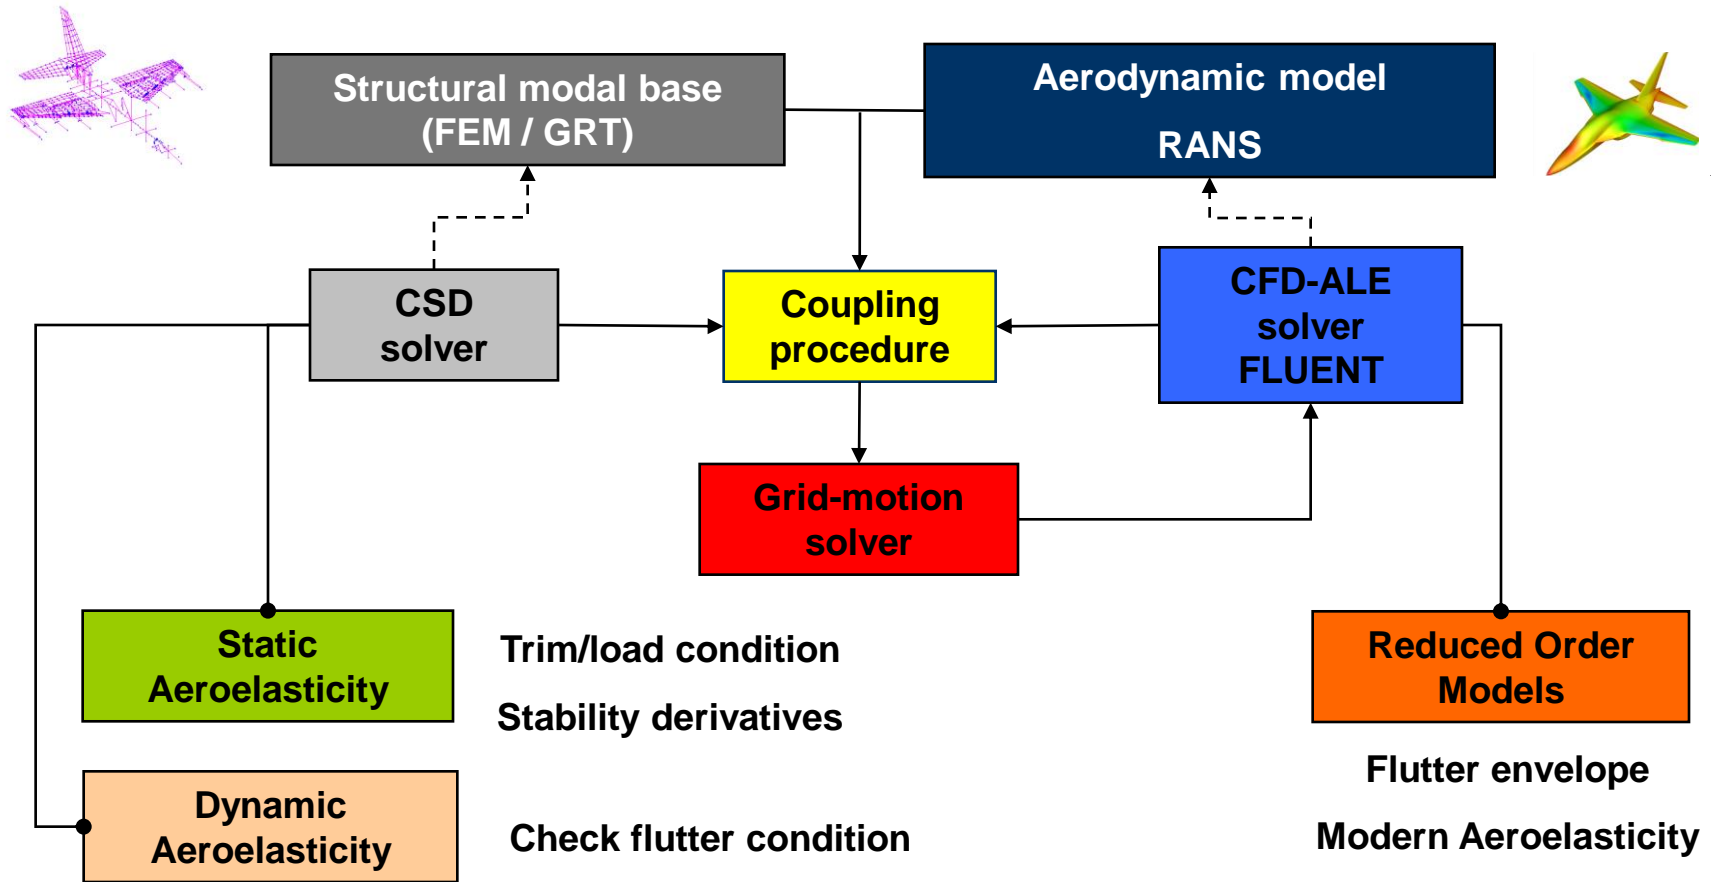 Structural modal base
(FEM / GRT)
Aerodynamic model
RANS
CSD
solver
Coupling
procedure
CFD-ALE
solver
FLUENT
Grid-motion
solver
Static
Aeroelasticity
Trim/load condition
Stability derivatives
Reduced Order
Models
Flutter envelope
Modern Aeroelasticity
Dynamic
Aeroelasticity
Check flutter condition